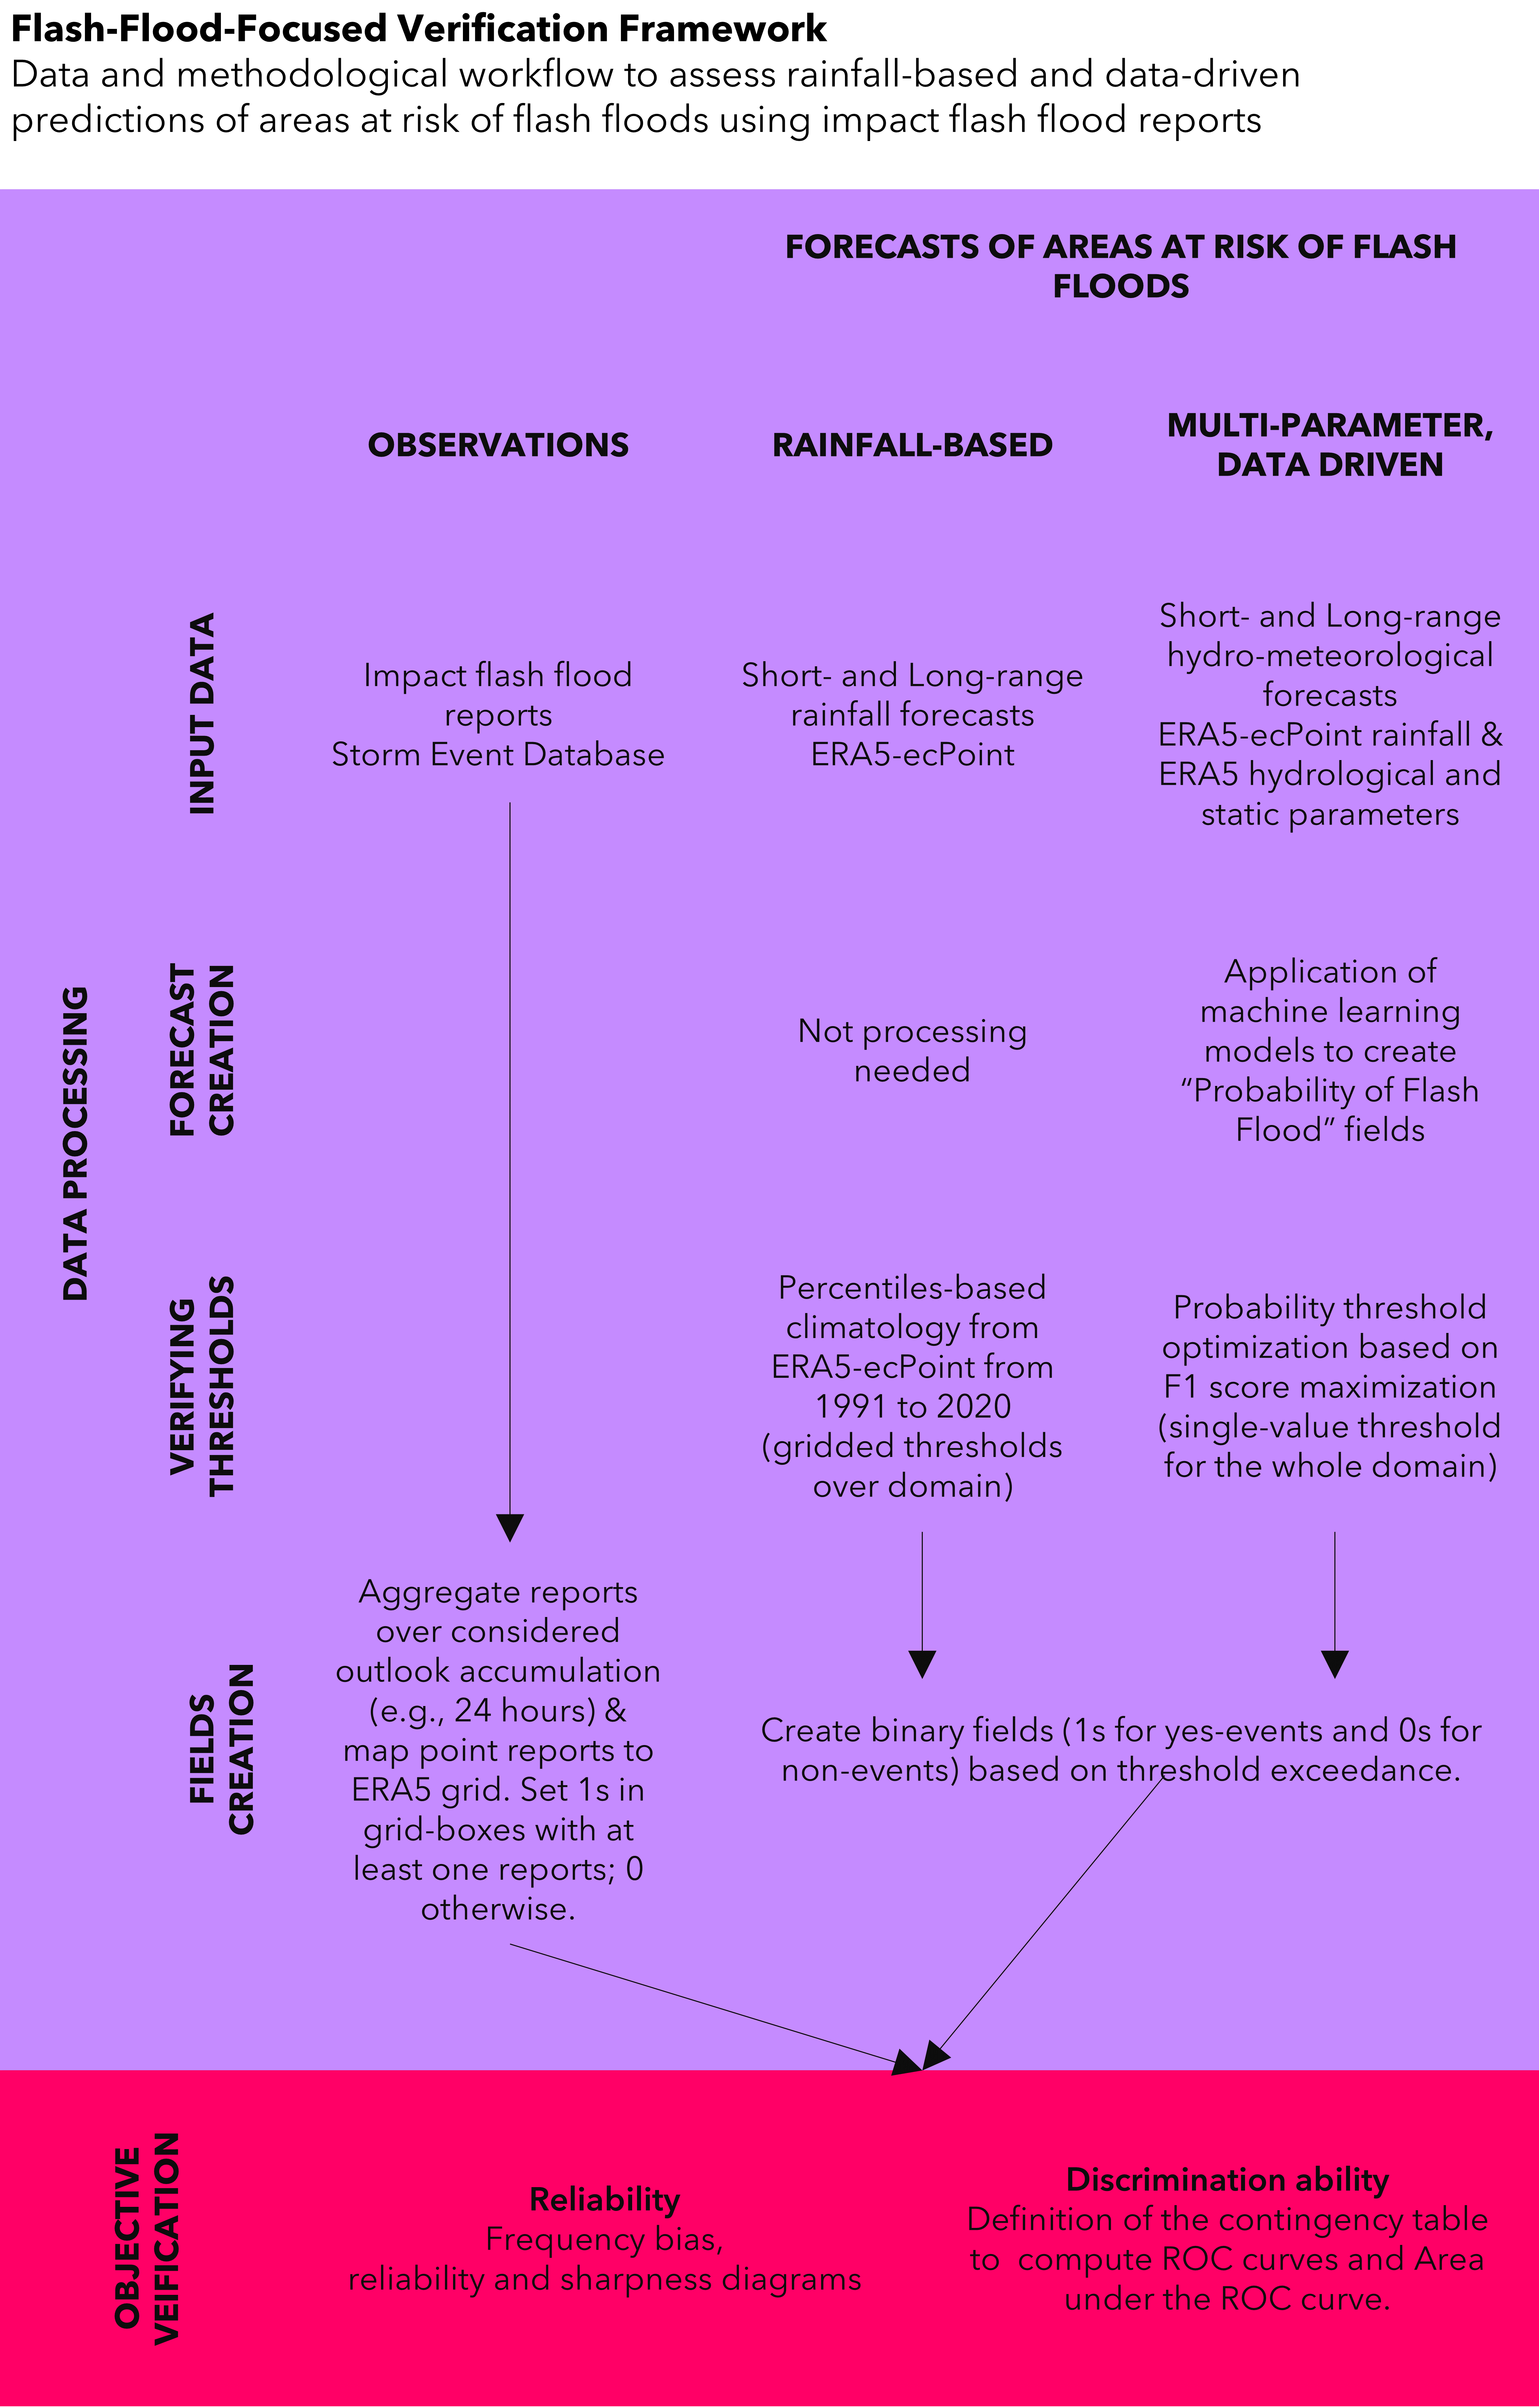 Flash-Flood-Focused Verification Framework
Data and methodological workflow to assess rainfall-based and data-driven
predictions of areas at risk of flash floods using impact flash flood reports
FORECASTS OF AREAS AT RISK OF FLASH
FLOODS
OBSERVATIONS
RAINFALL-BASED
MULTI-PARAMETER,
DATA DRIVEN
DATA PROCESSING
INPUT DATA
Impact flash flood
reports
Storm Event Database
Short- and Long-range
rainfall forecasts
ERA5-ecPoint
Short- and Long-range
hydro-meteorological
forecasts
ERA5-ecPoint rainfall &
ERA5 hydrological and
static parameters
FORECAST
CREATION
Not processing
needed
Application of
machine learning
models to create
“Probability of Flash
Flood” fields
VERIFYING
THRESHOLDS
Percentiles-based
climatology from
ERA5-ecPoint from
1991 to 2020
(gridded thresholds
over domain)
Probability threshold
optimization based on
F1 score maximization
(single-value threshold
for the whole domain)
FIELDS
CREATION
Aggregate reports
over considered
outlook accumulation
(e.g., 24 hours) &
map point reports to
ERA5 grid. Set 1s in
grid-boxes with at
least one reports; 0
otherwise.
Create binary fields (1s for yes-events and 0s for
non-events) based on threshold exceedance.
OBJECTIVE
VEIFICATION
Reliability
Frequency bias,
reliability and sharpness diagrams
Discrimination ability
Definition of the contingency table
to  compute ROC curves and Area
under the ROC curve.